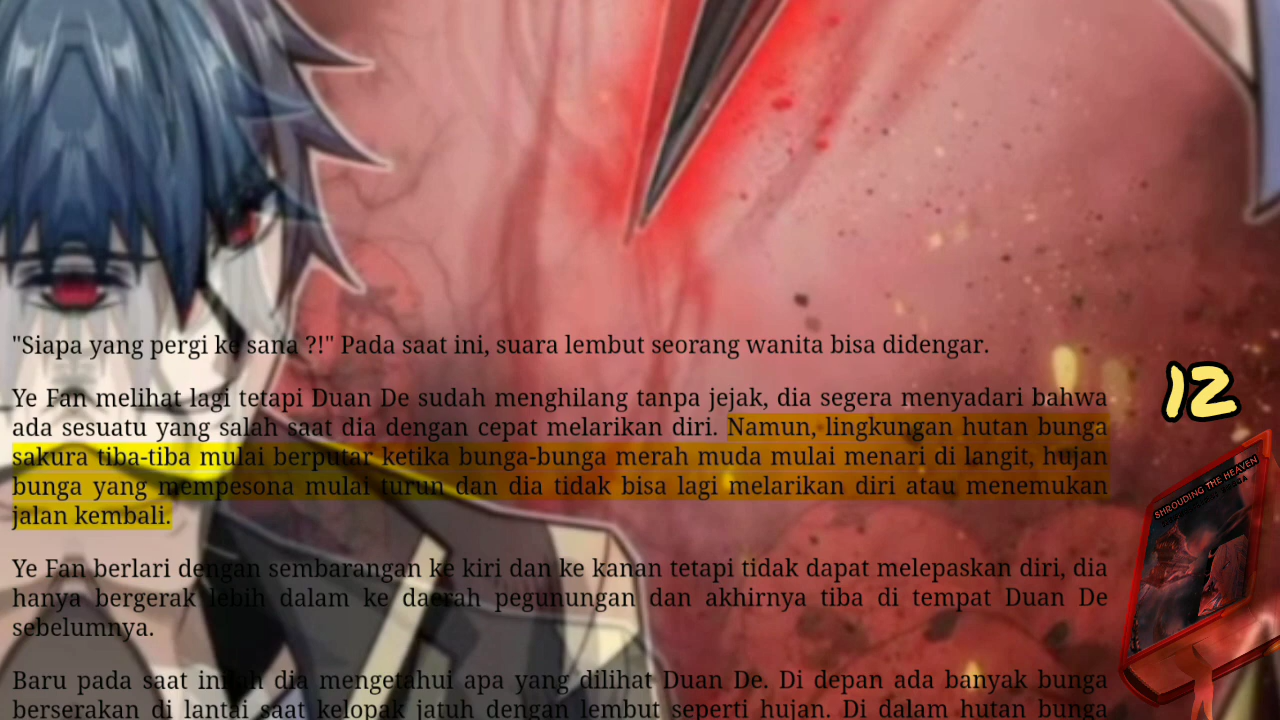 "Siapa yang pergi ke sana ?!" Pada saat ini, suara lembut seorang wanita bisa didengar.
Ye Fan melihat lagi tetapi Duan De sudah menghilang tanpa jejak, dia segera menyadari bahwa
ada sesuatu yang salah saat dia dengan cepat melarikan diri. Namun, lingkungan hutan bunga
sakura tiba-tiba mulai berputar ketika bunga-bunga merah muda mulai menari di langit, hujan
bunga yang mempesona mulai turun dan dia tidak bisa lagi melarikan diri atau menemukan
jalan kembali.
Ye Fan berlari dengan sembarangan ke kiri dan ke kanan tetapi tidak dapat melepaskan diri, dia
hanya bergerak lebih dalam ke daerah pegunungan dan akhirnya tiba di tempat Duan De
sebelumnya.
Baru pada saat inilah dia mengetahui apa yang dilihat Duan De. Di depan ada banyak bunga
berserakan di lantai saat kelopak jatuh dengan lembut seperti hujan. Di dalam hutan bunga
12
SHROUDING THE HEAVEN